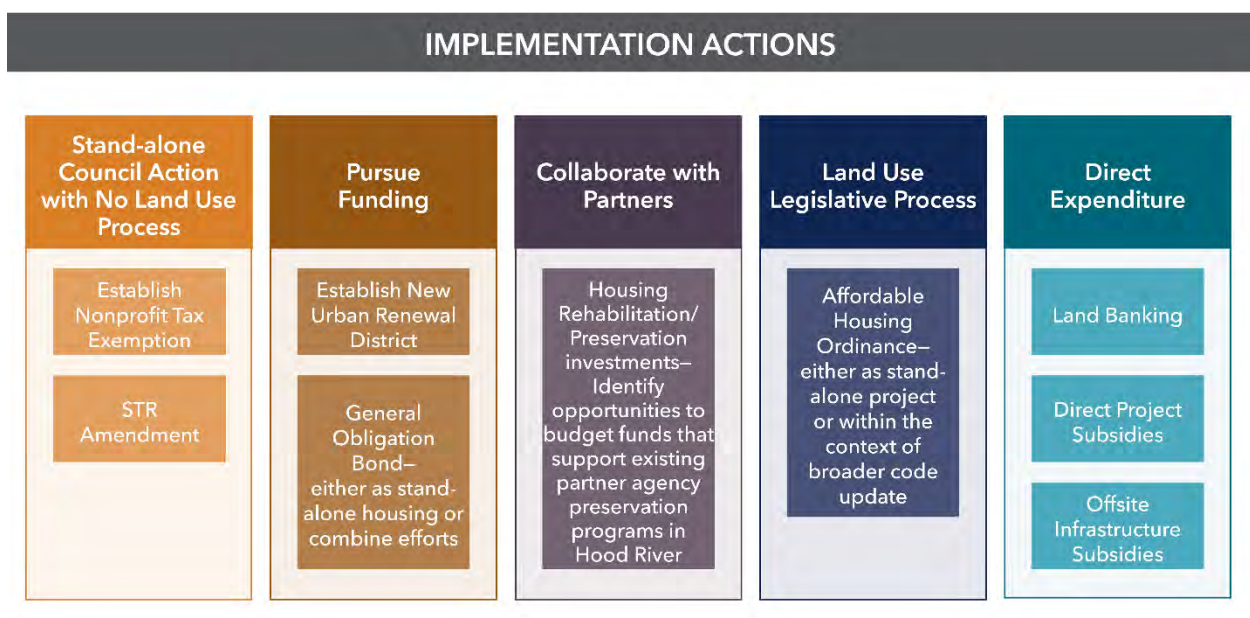 IMPLEMENTATION ACTIONS
Stand-alone
Council Action
with No Land Use
Process
Establish
Nonprofit Tax
Exemption
STR
Amendment
Pursue
Funding
Establish New
Urban Renewal
District
General
Obligation
Bond—
either as stand-
alone housing or
combine efforts
Collaborate with
Partners
Housing
Rehabilitation/
Preservation
investments—
Identify
opportunities to
budget funds that
support existing
partner agency
preservation
programs in
Hood River
Land Use
Legislative Process
Affordable
Housing
Ordinance—
either as stand-
alone project
or within the
context of
broader code
update
Direct
Expenditure
Land Banking
Direct Project
Subsidies
Offsite
Infrastructure
Subsidies